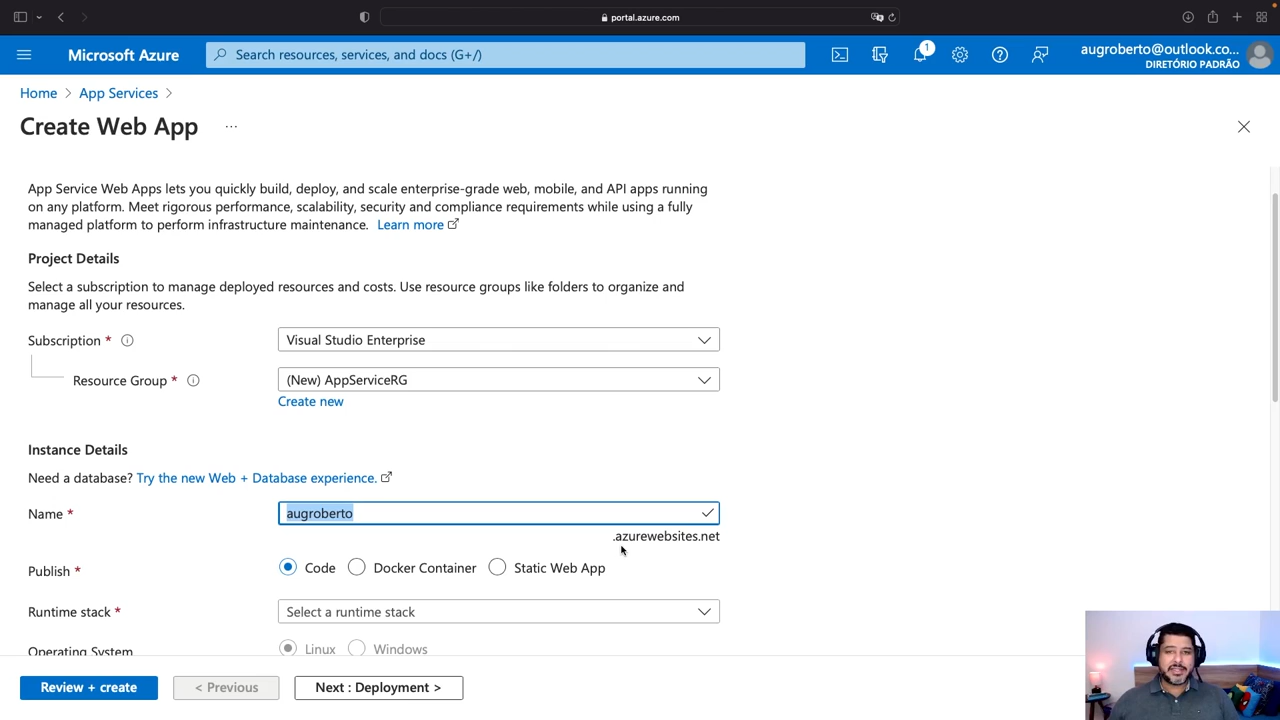 portal.azure.com
Microsoft Azure
Search resources, services, and docs (G+/)
1
augroberto@outlook.co...
DIRETÓRIO PADRÃO
Home > App Services >
Create Web App ...
App Service Web Apps lets you quickly build, deploy, and scale enterprise-grade web, mobile, and API apps running
on any platform. Meet rigorous performance, scalability, security and compliance requirements while using a fully
managed platform to perform infrastructure maintenance. Learn more
Project Details
Select a subscription to manage deployed resources and costs. Use resource groups like folders to organize and
manage all your resources.
Subscription * Visual Studio Enterprise
Resource Group * (New) AppServiceRG
Create new
Instance Details
Need a database? Try the new Web + Database experience.
Name * augroberto
.azurewebsites.net
Publish * Code Docker Container Static Web App
Runtime stack * Select a runtime stack
Operating System Linux Windows
Review + create < Previous Next : Deployment >